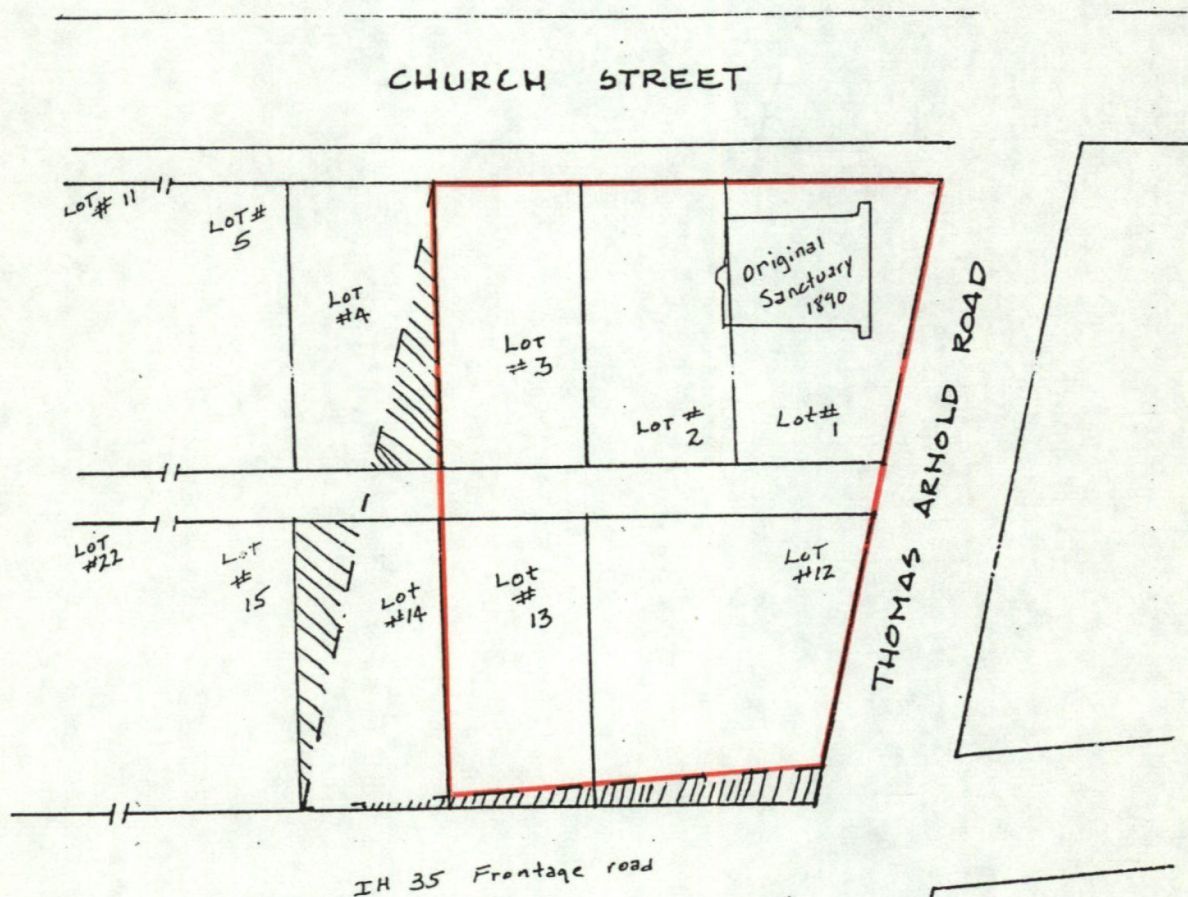 CHURCH STREET
LOT
# 11
LOT #
5
LOT
#4
LOT
# 3
LOT #
2
Lot #
1
Original
Sanctuary
1890
THOMAS ARNOLD ROAD
LOT
#22
LOT
#
15
LOT
#14
LOT
#
13
LOT
#12
IH 35 Frontage road